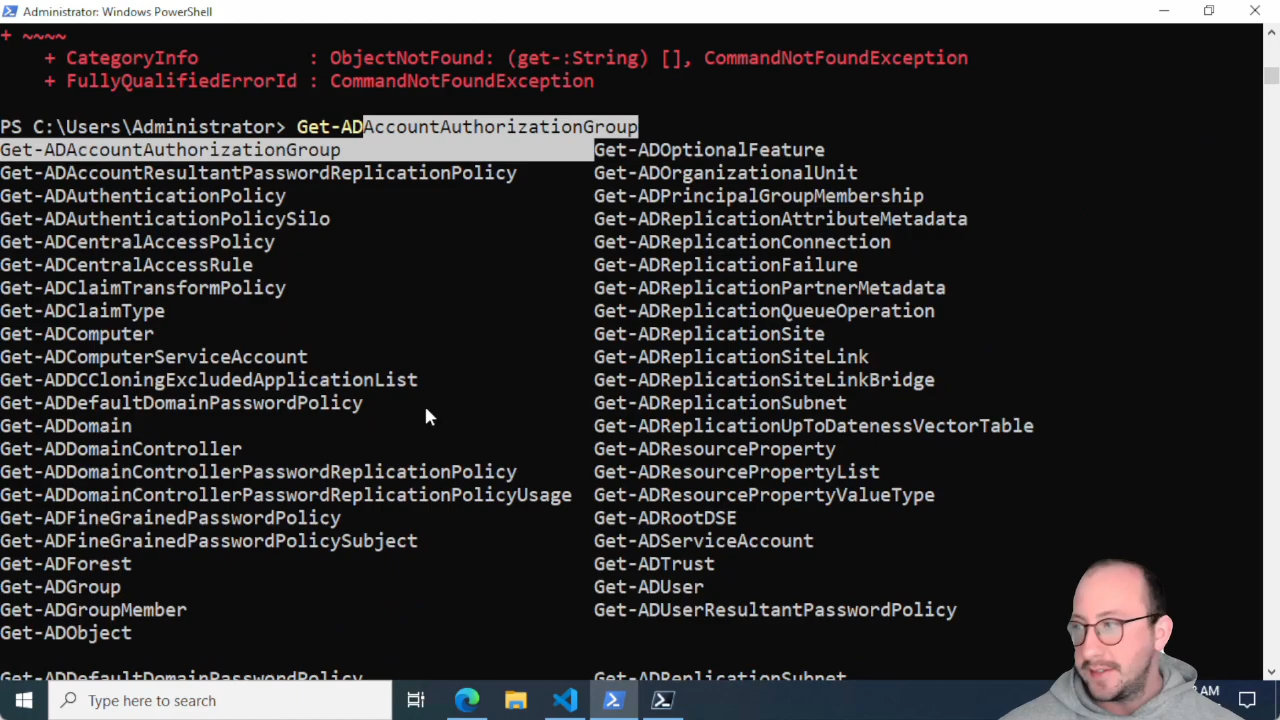 Administrator: Windows PowerShell
+ ~~~~
+ CategoryInfo : ObjectNotFound: (get-:String) [], CommandNotFoundException
+ FullyQualifiedErrorId : CommandNotFoundException
PS C:\Users\Administrator> Get-ADAccountAuthorizationGroup
Get-ADAccountAuthorizationGroup Get-ADOptionalFeature
Get-ADAccountResultantPasswordReplicationPolicy Get-ADOrganizationalUnit
Get-ADAuthenticationPolicy Get-ADPrincipalGroupMembership
Get-ADAuthenticationPolicySilo Get-ADReplicationAttributeMetadata
Get-ADCentralAccessPolicy Get-ADReplicationConnection
Get-ADCentralAccessRule Get-ADReplicationFailure
Get-ADClaimTransformPolicy Get-ADReplicationPartnerMetadata
Get-ADClaimType Get-ADReplicationQueueOperation
Get-ADComputer Get-ADReplicationSite
Get-ADComputerServiceAccount Get-ADReplicationSiteLink
Get-ADDCCloningExcludedApplicationList Get-ADReplicationSiteLinkBridge
Get-ADDefaultDomainPasswordPolicy Get-ADReplicationSubnet
Get-ADDomain Get-ADReplicationUpToDatenessVectorTable
Get-ADDomainController Get-ADResourceProperty
Get-ADDomainControllerPasswordReplicationPolicy Get-ADResourcePropertyList
Get-ADDomainControllerPasswordReplicationPolicyUsage Get-ADResourcePropertyValueType
Get-ADFineGrainedPasswordPolicy Get-ADRootDSE
Get-ADFineGrainedPasswordPolicySubject Get-ADServiceAccount
Get-ADForest Get-ADTrust
Get-ADGroup Get-ADUser
Get-ADGroupMember Get-ADUserResultantPasswordPolicy
Get-ADObject
Get-ADDefaultDomainPasswordPolicy Get-ADReplicationSubnet
Type here to search
AM